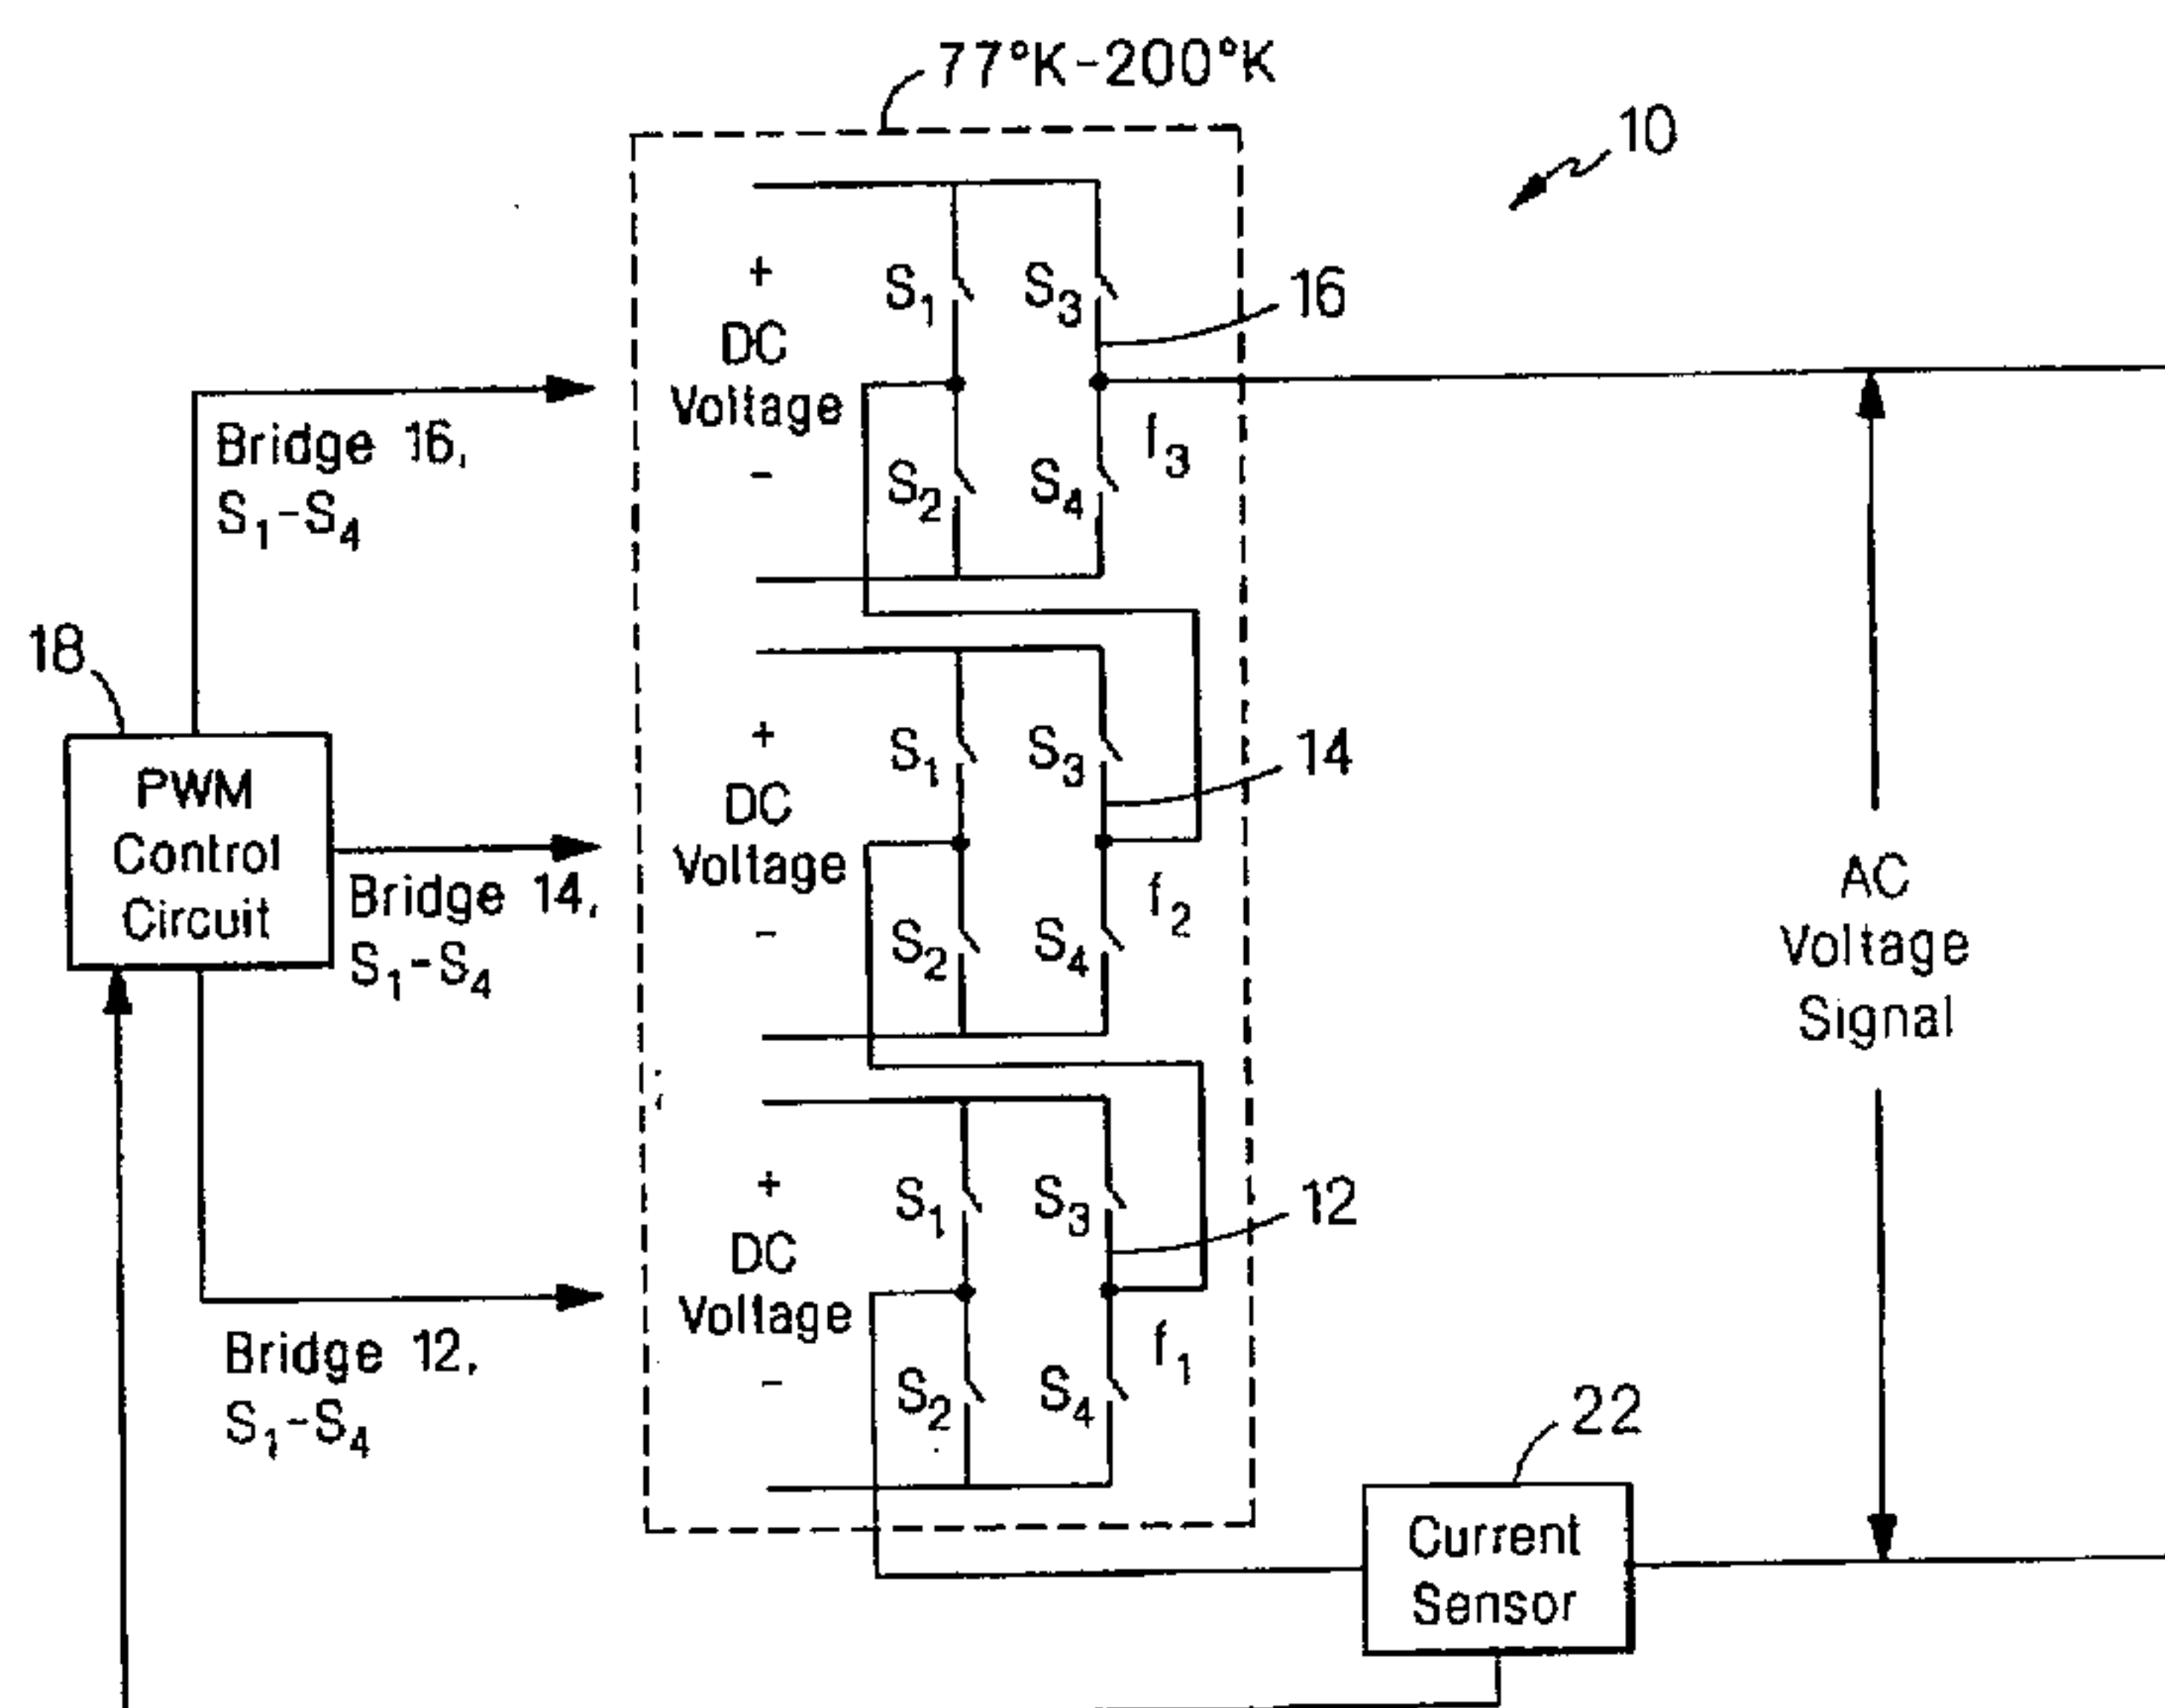 77°K-200°K
10
+
DC
Voltage
-
S1
S3
S2
S4
16
f3
Bridge 16,
S1-S4
18
PWM
Control
Circuit
Bridge 14,
S1-S4
+
DC
Voltage
-
S1
S3
S2
S4
14
f2
AC
Voltage
Signal
Bridge 12,
S1-S4
+
DC
Voltage
-
S1
S3
S2
S4
12
f1
22
Current
Sensor